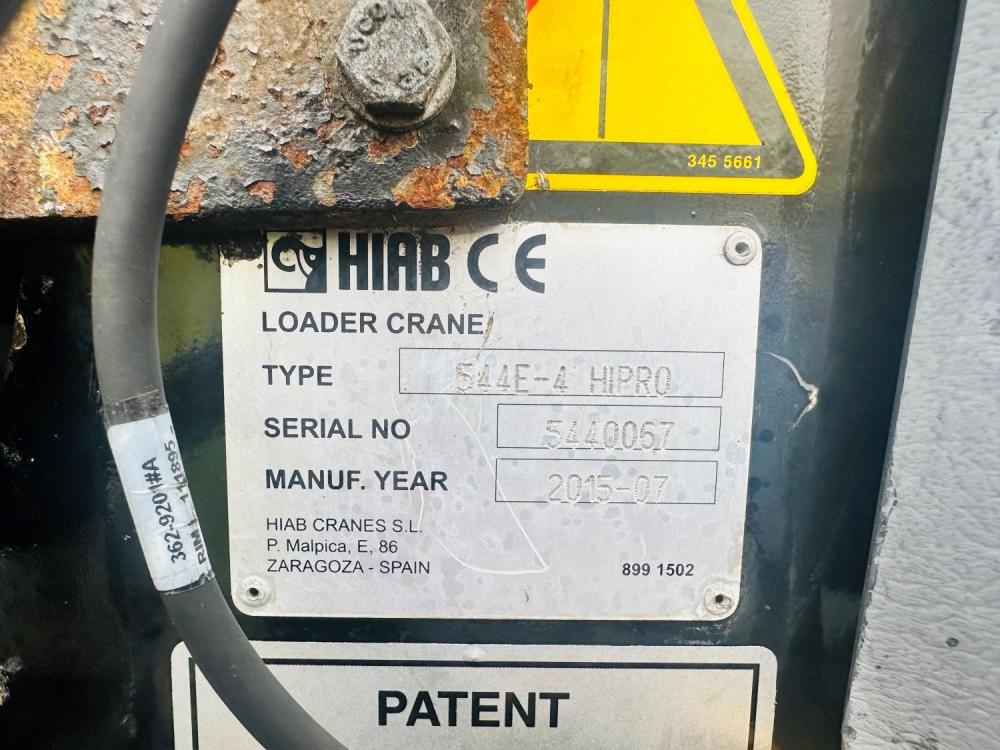 345 5661
HIAB CE
LOADER CRANE
TYPE 544E-4 HIPRO
SERIAL NO 5440067
MANUF. YEAR 2015-07
HIAB CRANES S.L.
P. Malpica, E, 86
ZARAGOZA - SPAIN 899 1502
362-9201#A
PATENT